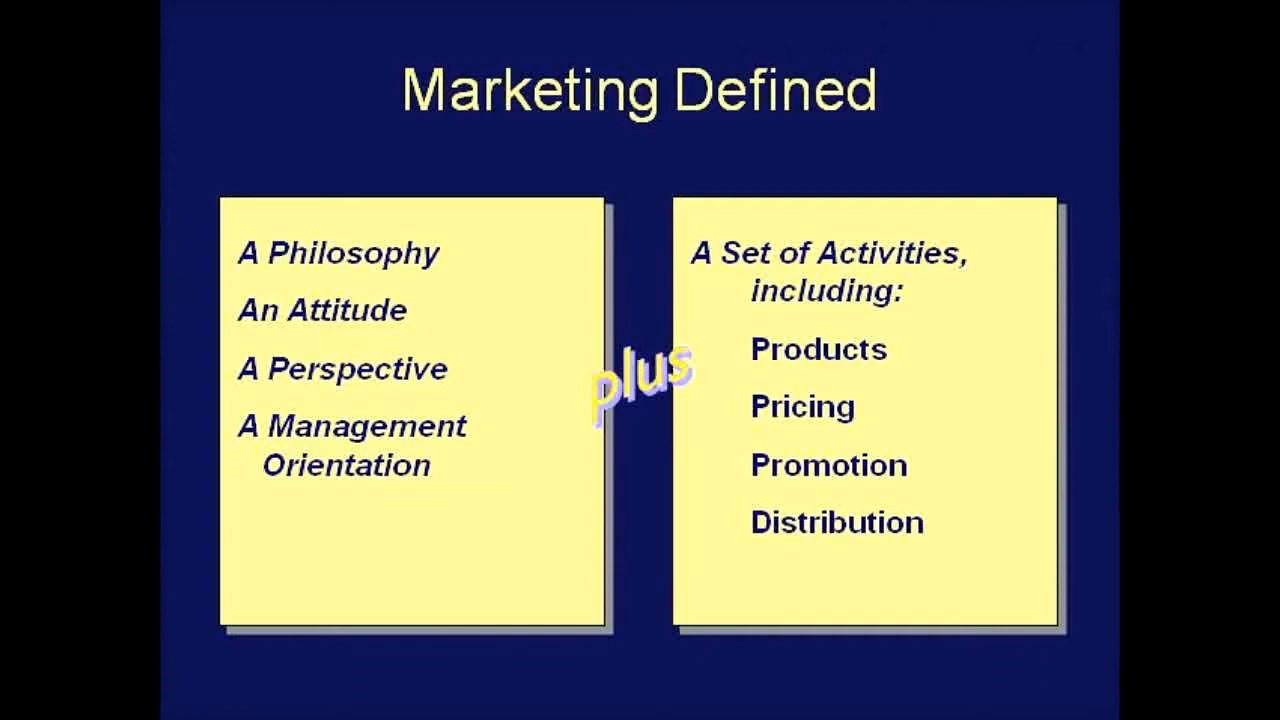 Marketing Defined
A Philosophy
An Attitude
A Perspective
A Management
Orientation
plus
A Set of Activities,
including:
Products
Pricing
Promotion
Distribution